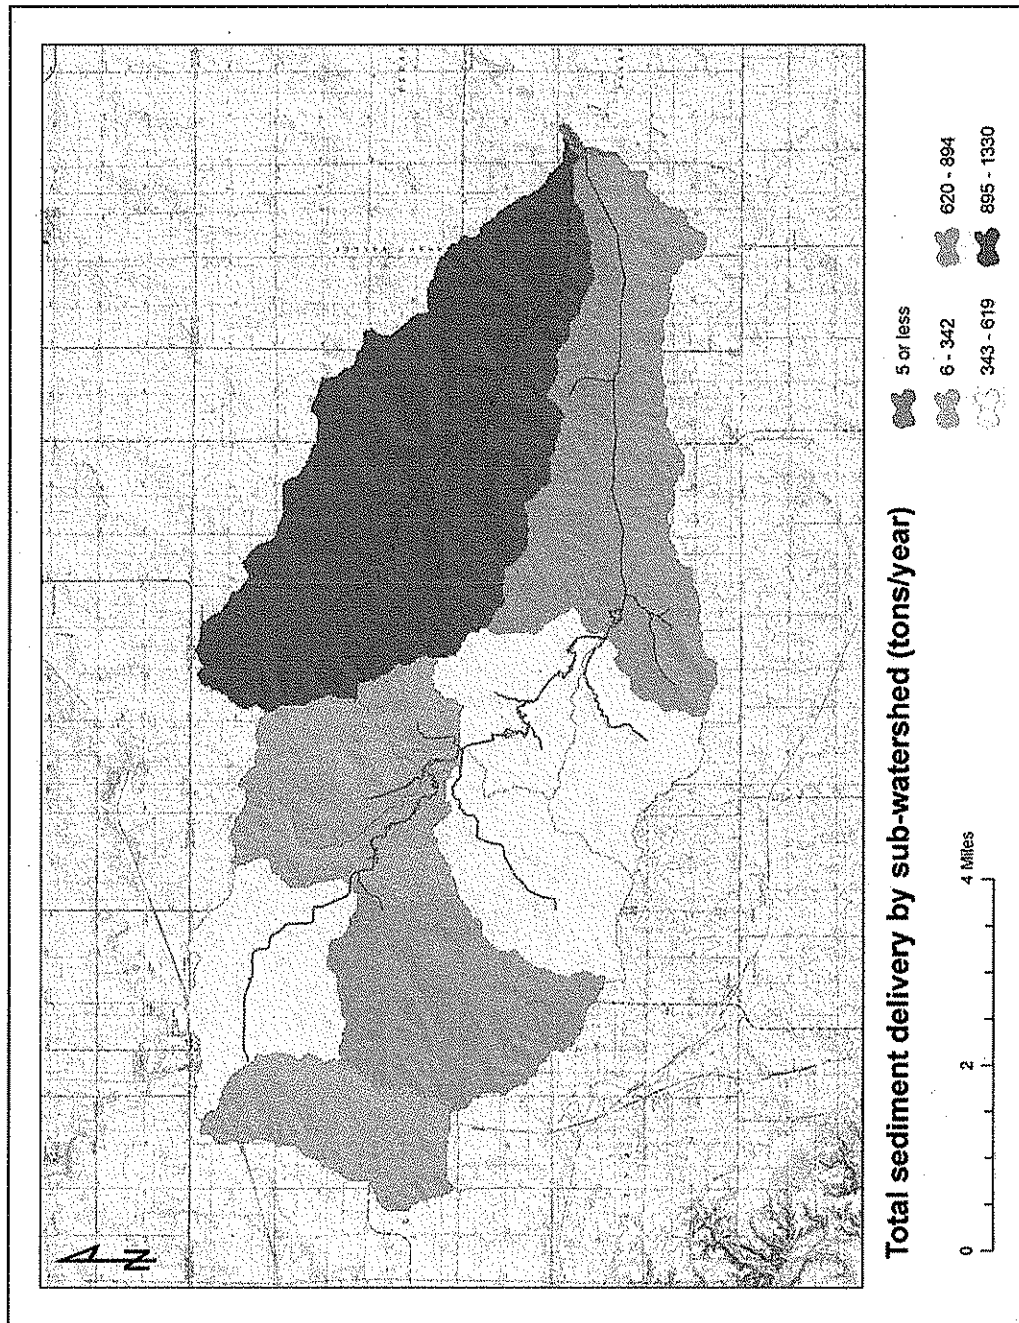 N
Total sediment delivery by sub-watershed (tons/year)
5 or less
6 - 342
343 - 619
620 - 894
895 - 1330
0
2
4 Miles